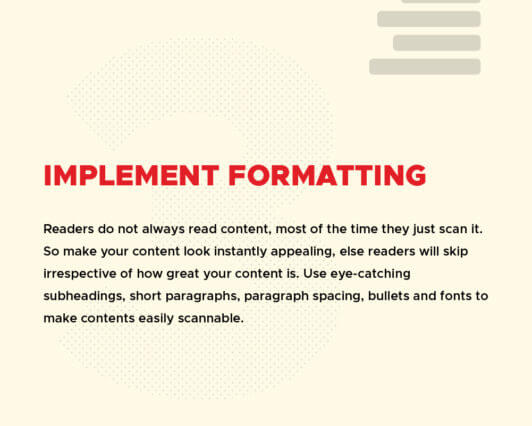 IMPLEMENT FORMATTING
Readers do not always read content, most of the time they just scan it.
So make your content look instantly appealing, else readers will skip
irrespective of how great your content is. Use eye-catching
subheadings, short paragraphs, paragraph spacing, bullets and fonts to
make contents easily scannable.